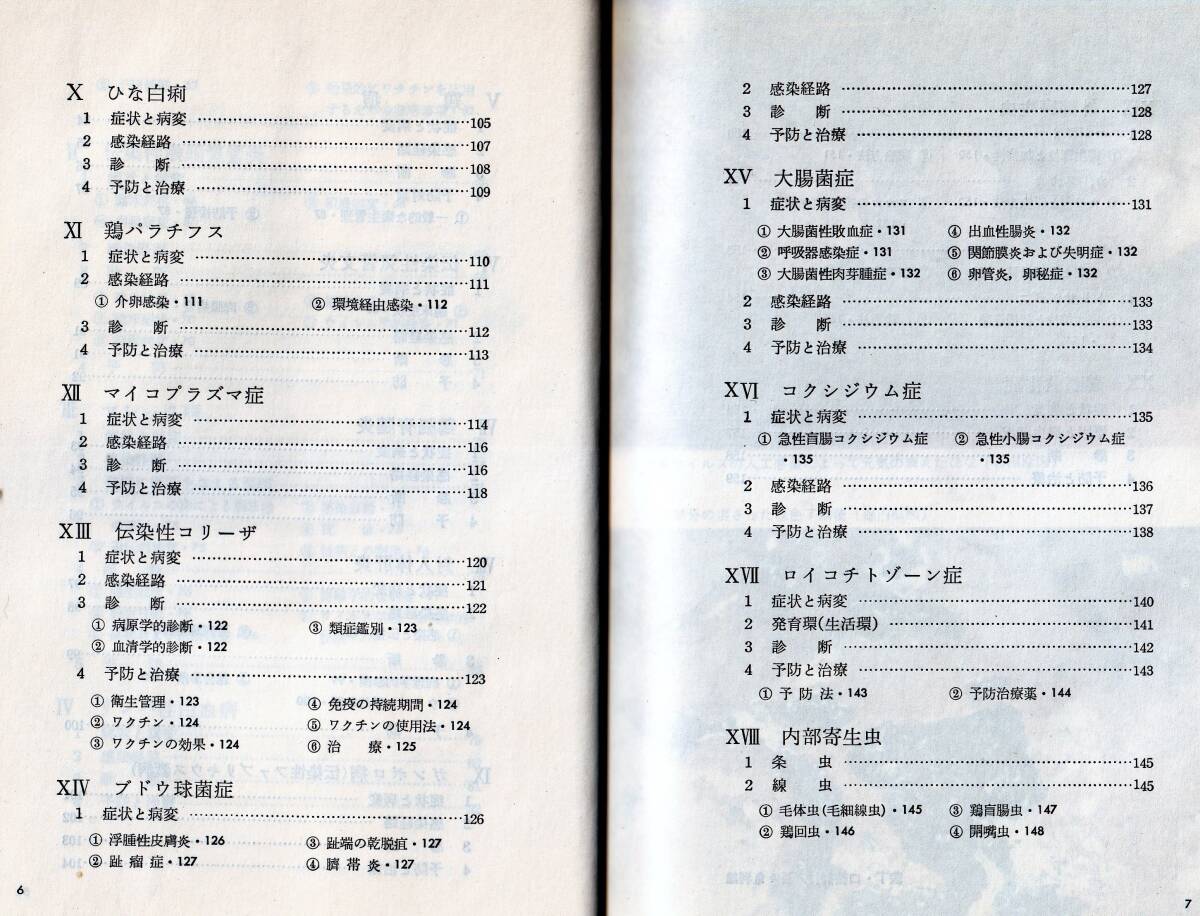 X ひな白痢
1 症状と病変 105
2 感染経路 107
3 診 断 108
4 予防と治療 109
XI 鶏パラチフス
1 症状と病変 110
2 感染経路 111
① 介卵感染・111 ② 環境経由感染・112
3 診 断 112
4 予防と治療 113
XII マイコプラズマ症
1 症状と病変 114
2 感染経路 116
3 診 断 116
4 予防と治療 118
XIII 伝染性コリーザ
1 症状と病変 120
2 感染経路 121
3 診 断 122
① 病原学的診断・122 ③ 類症鑑別・123
② 血清学的診断・122
4 予防と治療 123
① 衛生管理・123 ④ 免疫の持続期間・124
② ワクチン・124 ⑤ ワクチンの使用法・124
③ ワクチンの効果・124 ⑥ 治 療・125
XIV ブドウ球菌症
1 症状と病変 126
① 浮腫性皮膚炎・126 ③ 趾端の乾脱疽・127
② 趾瘤症・127 ④ 臍帯炎・127
6
2 感染経路 127
3 診 断 128
4 予防と治療 128
XV 大腸菌症
1 症状と病変 131
① 大腸菌性敗血症・131 ④ 出血性腸炎・132
② 呼吸器感染症・131 ⑤ 関節膜炎および失明症・132
③ 大腸菌性肉芽腫症・132 ⑥ 卵管炎，卵秘症・132
2 感染経路 133
3 診 断 133
4 予防と治療 134
XVI コクシジウム症
1 症状と病変 135
① 急性盲腸コクシジウム症 ② 急性小腸コクシジウム症
・135 ・135
2 感染経路 136
3 診 断 137
4 予防と治療 138
XVII ロイコチトゾーン症
1 症状と病変 140
2 発育環(生活環) 141
3 診 断 142
4 予防と治療 143
① 予防法・143 ② 予防治療薬・144
XVIII 内部寄生虫
1 条 虫 145
2 線 虫 145
① 毛体虫(毛細線虫)・145 ③ 鶏盲腸虫・147
② 鶏回虫・146 ④ 開嘴虫・148
7